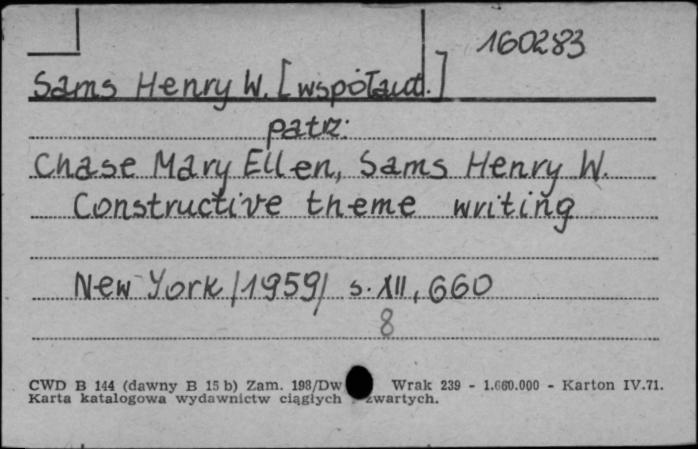 160283
Sams Henry W. [współaut.]
patrz:
Chase Mary Ellen, Sams Henry W.
Constructive theme writing
New York /1959/ s. XII, 660
8
CWD B 144 (dawny B 15 b) Zam. 198/Dw Wrak 239 - 1.660.000 - Karton IV.71.
Karta katalogowa wydawnictw ciągłych zwartych.